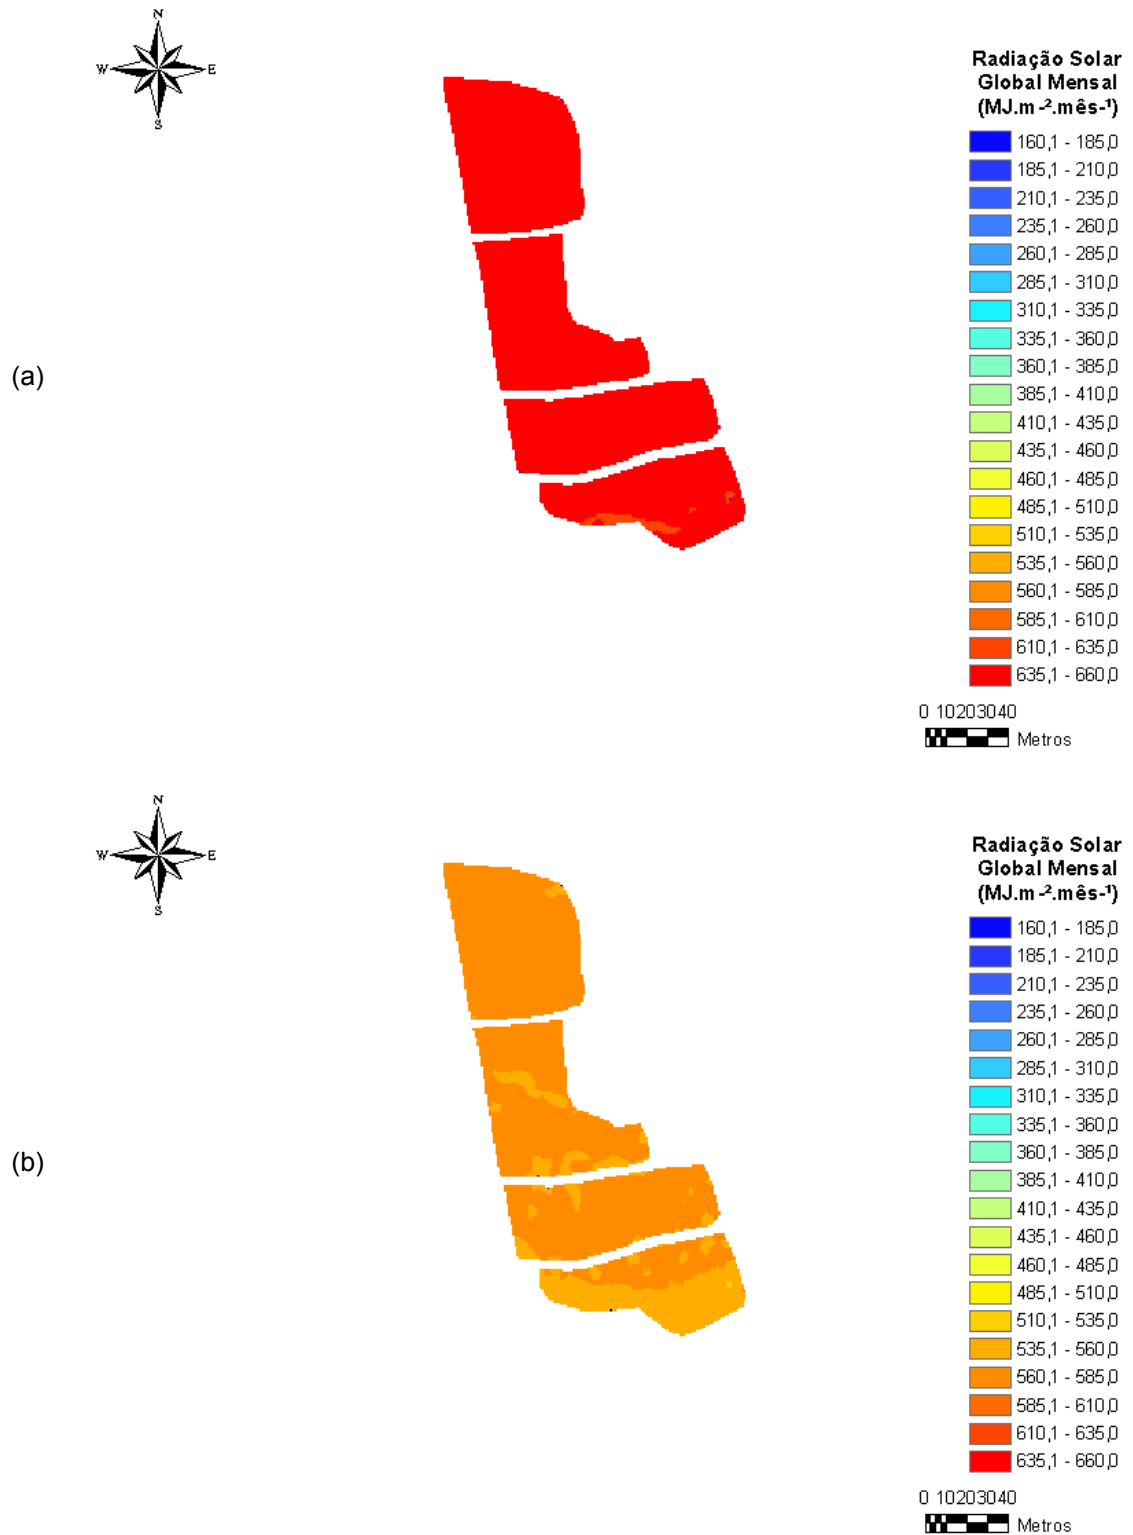 N
W E
S
Radiação Solar
Global Mensal
(MJ.m-².mês-¹)
160,1 - 185,0
185,1 - 210,0
210,1 - 235,0
235,1 - 260,0
260,1 - 285,0
285,1 - 310,0
310,1 - 335,0
335,1 - 360,0
360,1 - 385,0
385,1 - 410,0
410,1 - 435,0
435,1 - 460,0
460,1 - 485,0
485,1 - 510,0
510,1 - 535,0
535,1 - 560,0
560,1 - 585,0
585,1 - 610,0
610,1 - 635,0
635,1 - 660,0
(a)
0 10203040
Metros
N
W E
S
Radiação Solar
Global Mensal
(MJ.m-².mês-¹)
160,1 - 185,0
185,1 - 210,0
210,1 - 235,0
235,1 - 260,0
260,1 - 285,0
285,1 - 310,0
310,1 - 335,0
335,1 - 360,0
360,1 - 385,0
385,1 - 410,0
410,1 - 435,0
435,1 - 460,0
460,1 - 485,0
485,1 - 510,0
510,1 - 535,0
535,1 - 560,0
560,1 - 585,0
585,1 - 610,0
610,1 - 635,0
635,1 - 660,0
(b)
0 10203040
Metros